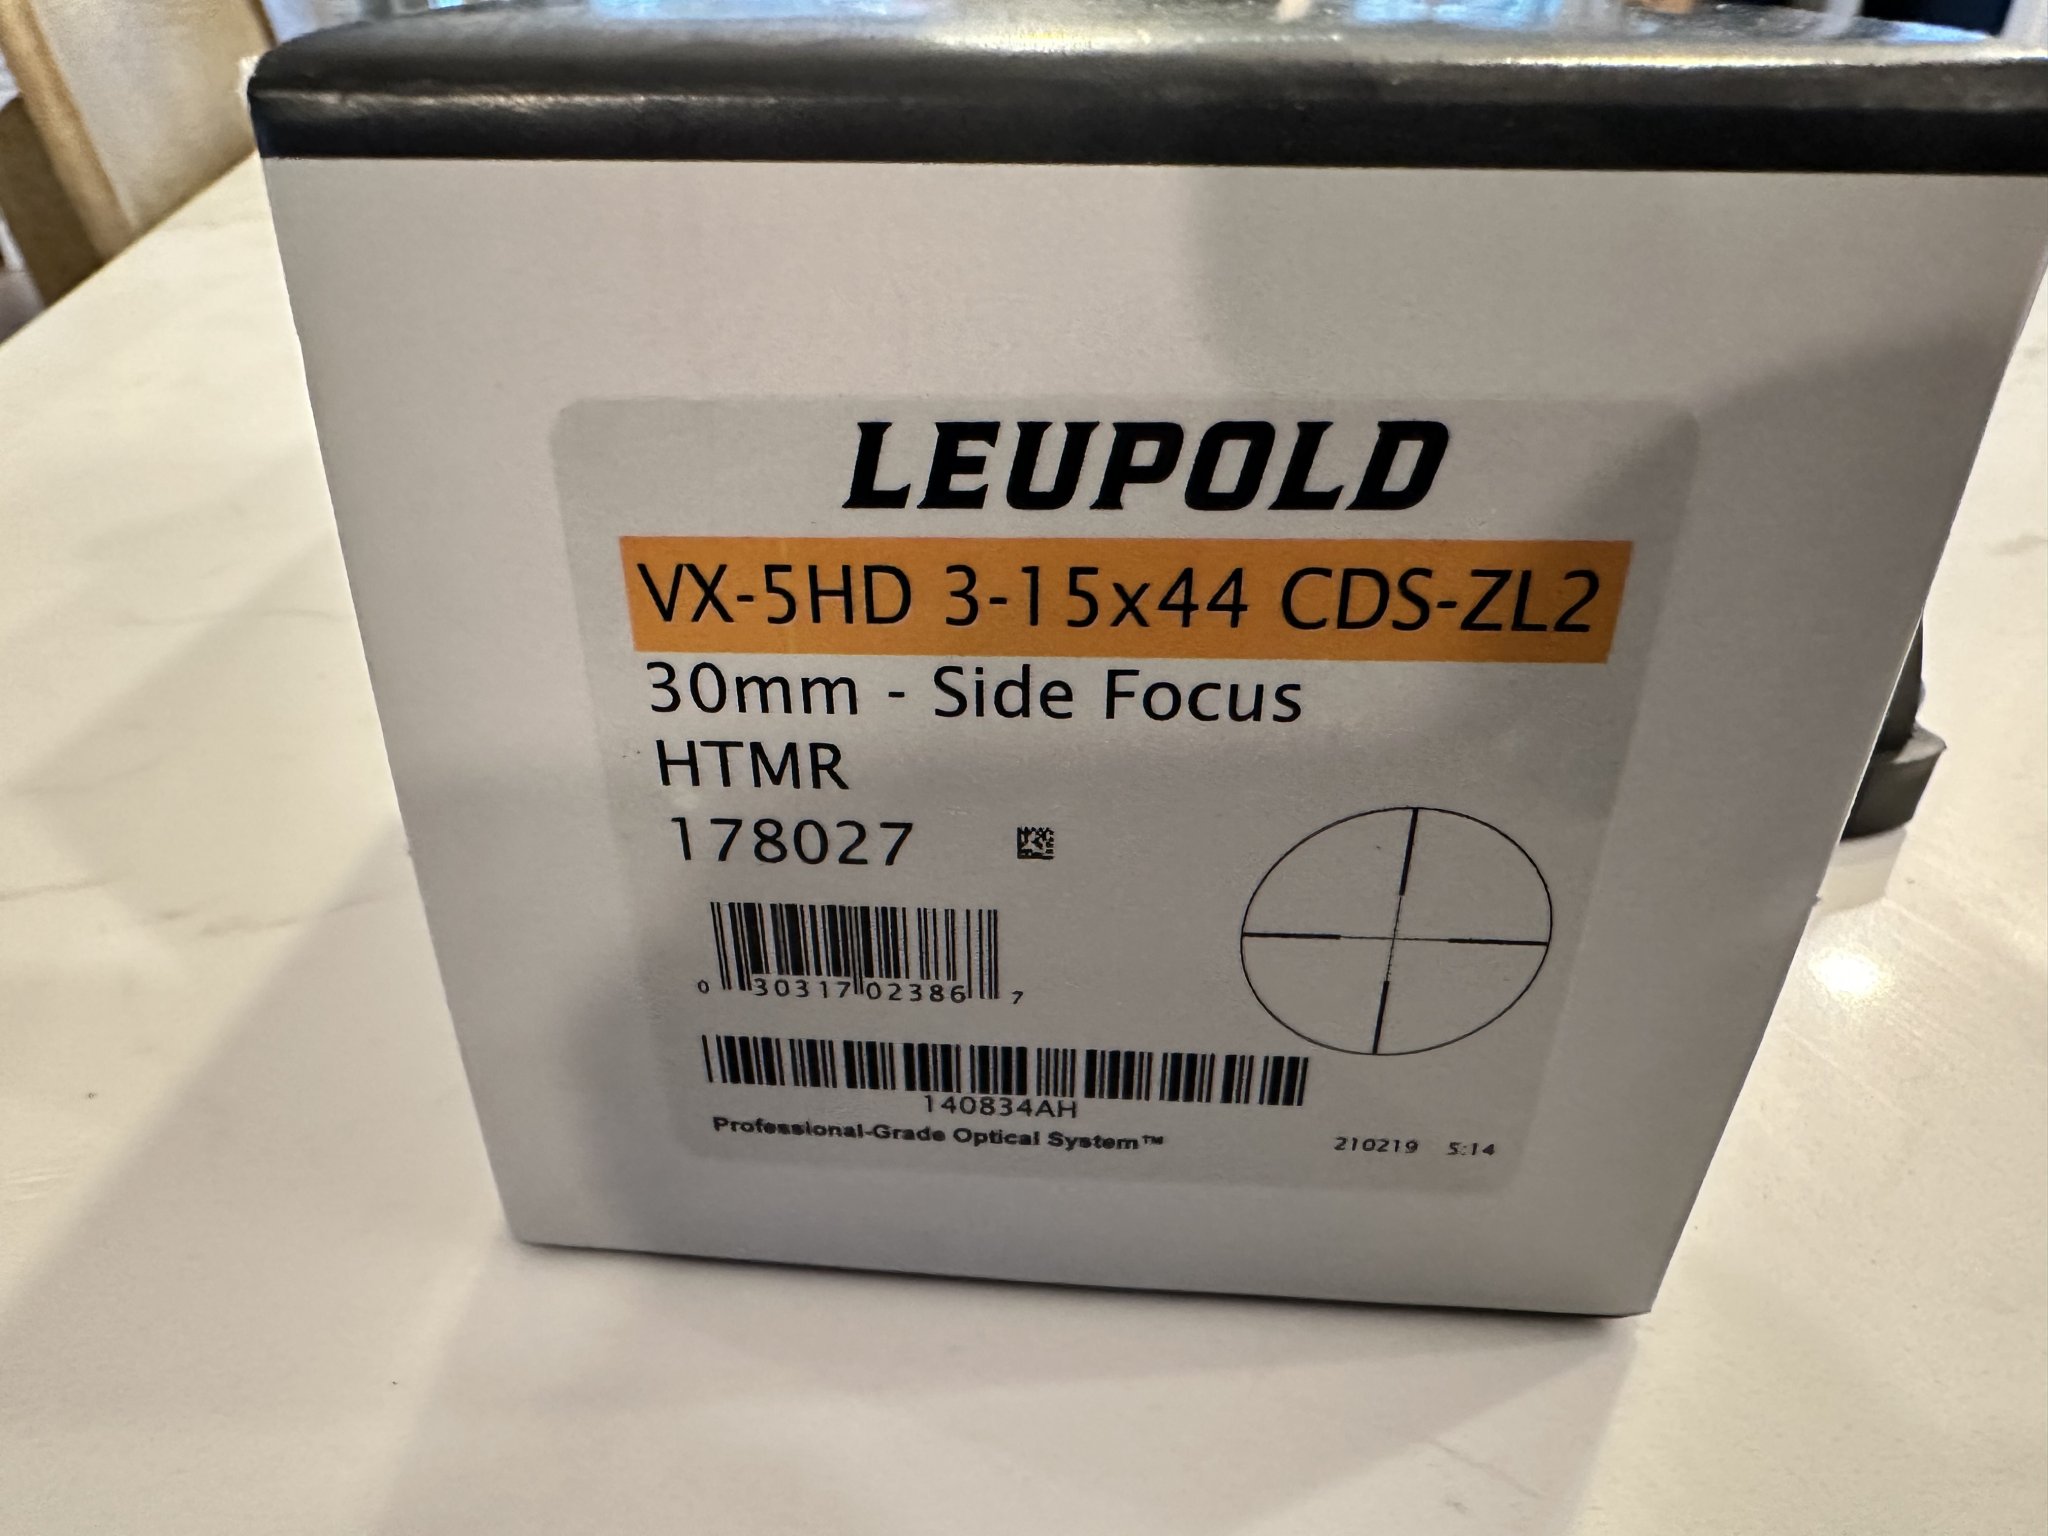 LEUPOLD
VX-5HD 3-15x44 CDS-ZL2
30mm - Side Focus
HTMR
178027
0 30317 02386 7
140834AH
Professional-Grade Optical System™
210219 5:14